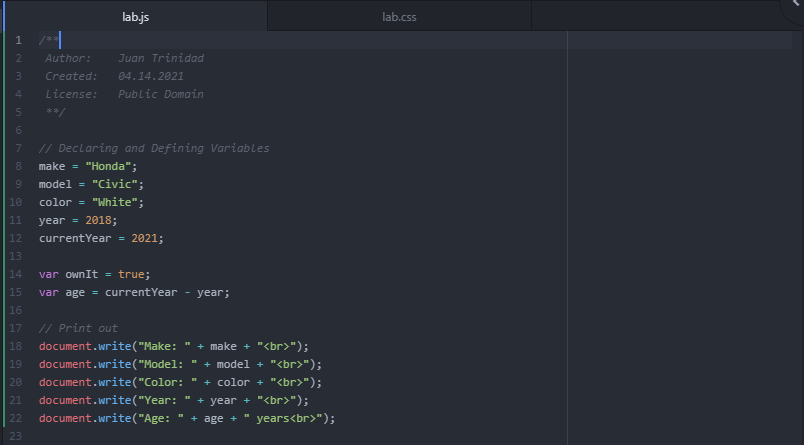 lab.js lab.css
1 /**
2 Author: Juan Trinidad
3 Created: 04.14.2021
4 License: Public Domain
5 **/
6
7 // Declaring and Defining Variables
8 make = "Honda";
9 model = "Civic";
10 color = "White";
11 year = 2018;
12 currentYear = 2021;
13
14 var ownIt = true;
15 var age = currentYear - year;
16
17 // Print out
18 document.write("Make: " + make + "<br>");
19 document.write("Model: " + model + "<br>");
20 document.write("Color: " + color + "<br>");
21 document.write("Year: " + year + "<br>");
22 document.write("Age: " + age + " years<br>");
23